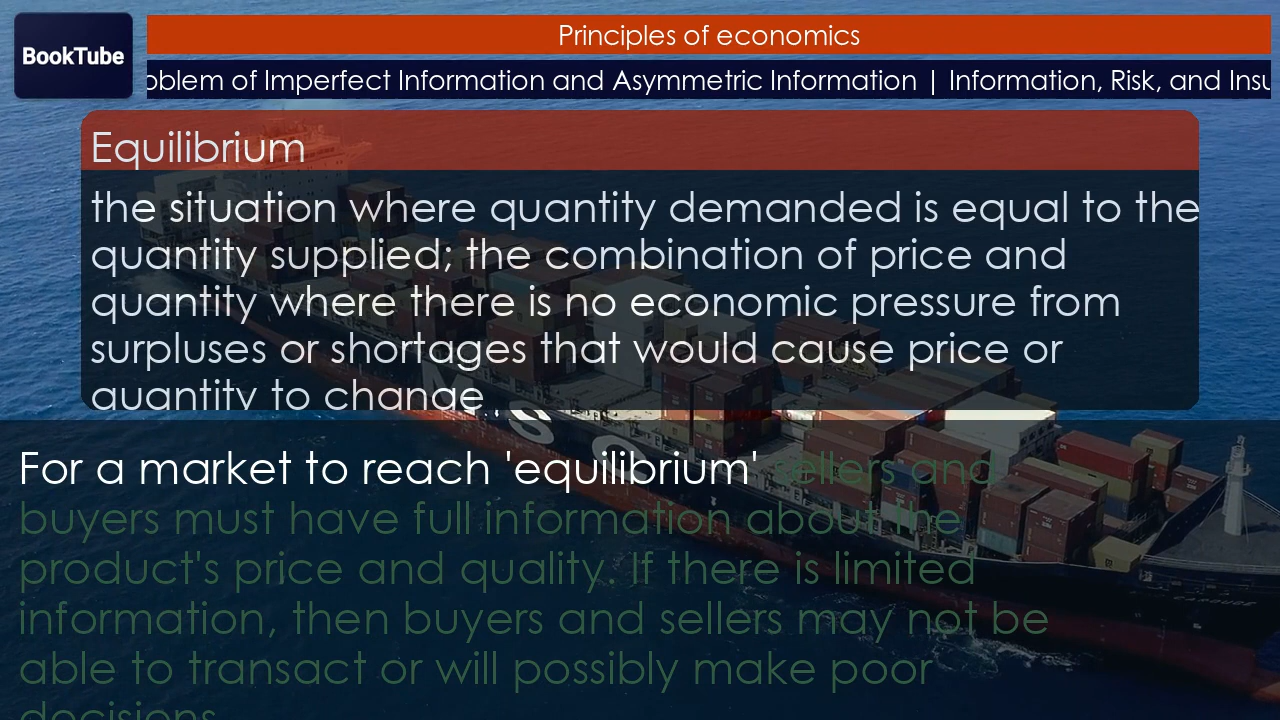 BookTube
Principles of economics
oblem of Imperfect Information and Asymmetric Information | Information, Risk, and Insu
Equilibrium
the situation where quantity demanded is equal to the
quantity supplied; the combination of price and
quantity where there is no economic pressure from
surpluses or shortages that would cause price or
quantity to change
For a market to reach 'equilibrium' sellers and
buyers must have full information about the
product's price and quality. If there is limited
information, then buyers and sellers may not be
able to transact or will possibly make poor
decisions